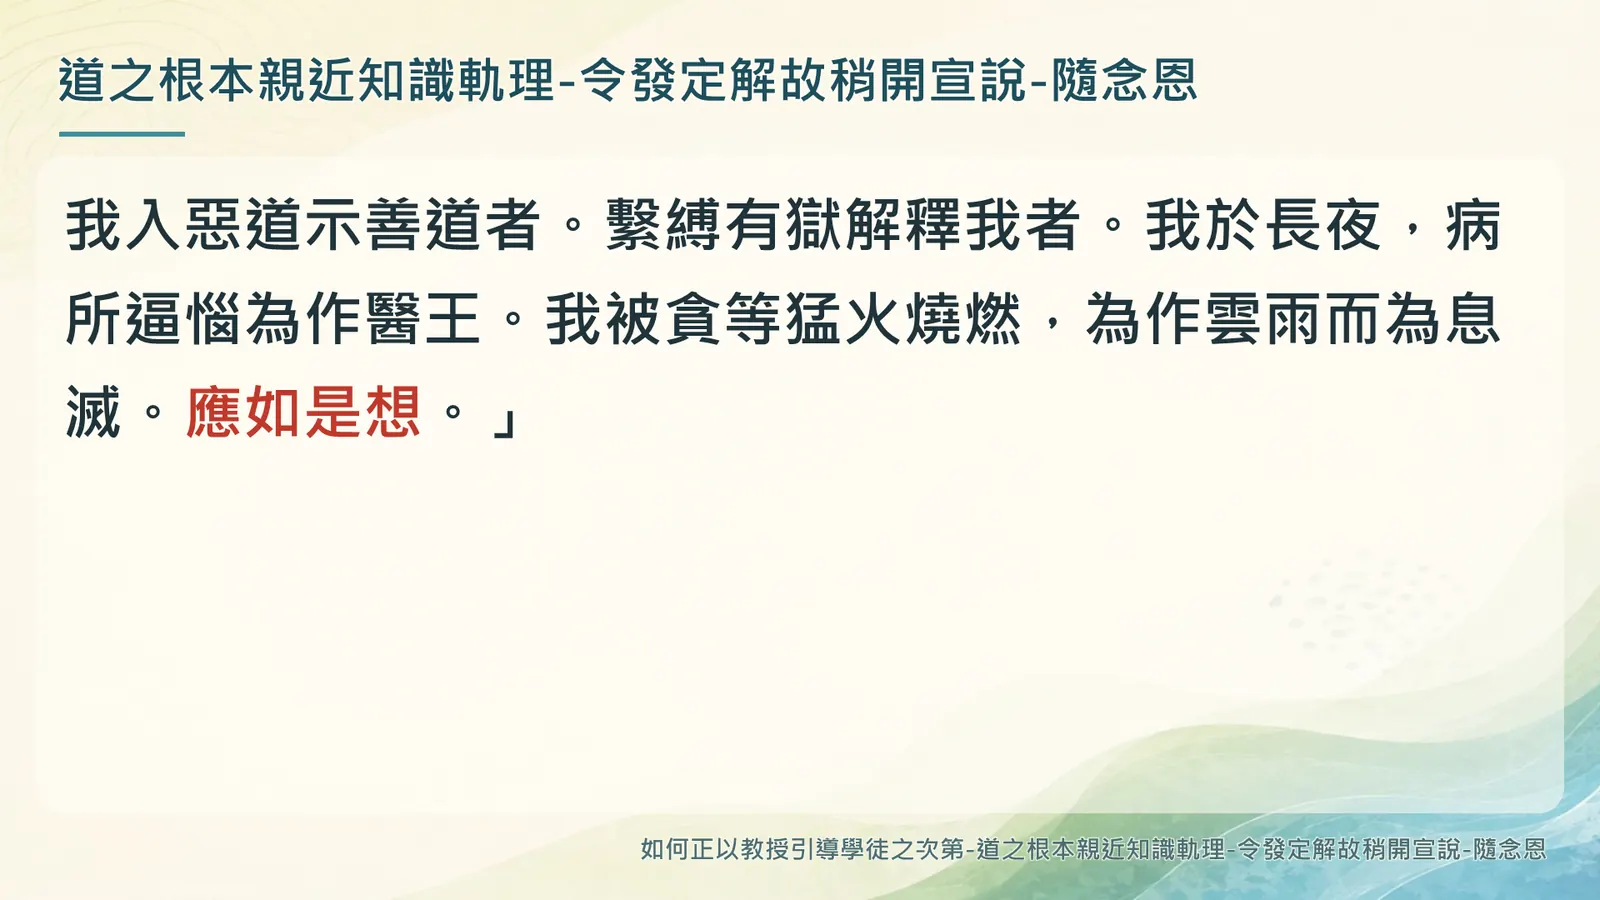 道之根本親近知識軌理-令發定解故稍開宣說-隨念恩
我入惡道示善道者。繫縛有獄解釋我者。我於長夜，病
所逼惱為作醫王。我被貪等猛火燒燃，為作雲雨而為息
滅。應如是想。」
如何正以教授引導學徒之次第-道之根本親近知識軌理-令發定解故稍開宣說-隨念恩